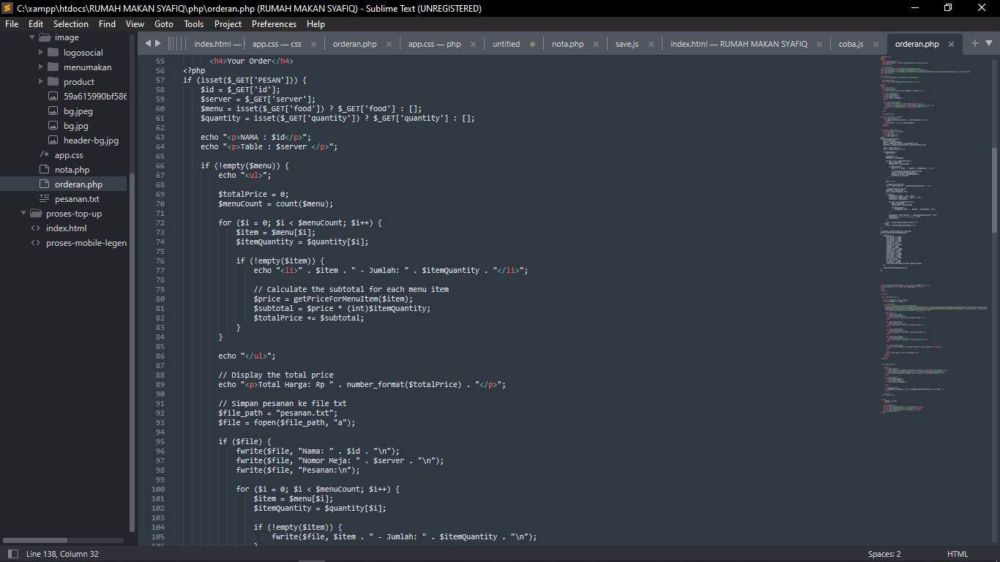 C:\xampp\htdocs\RUMAH MAKAN SYAFIQ\php\orderan.php (RUMAH MAKAN SYAFIQ) - Sublime Text (UNREGISTERED)
File Edit Selection Find View Goto Tools Project Preferences Help
index.html — app.css — css × orderan.php × app.css — php × untitled nota.php × save.js × index.html — RUMAH MAKAN SYAFIQ × coba.js × orderan.php ×
image
logosocial
menumakan
product
59a615990bf586
bg.jpeg
bg.jpg
header-bg.jpg
/* app.css
nota.php
orderan.php
pesanan.txt
proses-top-up
<> index.html
<> proses-mobile-legen
55 <h4>Your Order</h4>
56 <?php
57 if (isset($_GET['PESAN'])) {
58 $id = $_GET['id'];
59 $server = $_GET['server'];
60 $menu = isset($_GET['food']) ? $_GET['food'] : [];
61 $quantity = isset($_GET['quantity']) ? $_GET['quantity'] : [];
62
63 echo "<p>NAMA : $id</p>";
64 echo "<p>Table : $server </p>";
65
66 if (!empty($menu)) {
67 echo "<ul>";
68
69 $totalPrice = 0;
70 $menuCount = count($menu);
71
72 for ($i = 0; $i < $menuCount; $i++) {
73 $item = $menu[$i];
74 $itemQuantity = $quantity[$i];
75
76 if (!empty($item)) {
77 echo "<li>" . $item . " - Jumlah: " . $itemQuantity . "</li>";
78
79 // Calculate the subtotal for each menu item
80 $price = getPriceForMenuItem($item);
81 $subtotal = $price * (int)$itemQuantity;
82 $totalPrice += $subtotal;
83 }
84 }
85
86 echo "</ul>";
87
88 // Display the total price
89 echo "<p>Total Harga: Rp " . number_format($totalPrice) . "</p>";
90
91 // Simpan pesanan ke file txt
92 $file_path = "pesanan.txt";
93 $file = fopen($file_path, "a");
94
95 if ($file) {
96 fwrite($file, "Nama: " . $id . "\n");
97 fwrite($file, "Nomor Meja: " . $server . "\n");
98 fwrite($file, "Pesanan:\n");
99
100 for ($i = 0; $i < $menuCount; $i++) {
101 $item = $menu[$i];
102 $itemQuantity = $quantity[$i];
103
104 if (!empty($item)) {
105 fwrite($file, $item . " - Jumlah: " . $itemQuantity . "\n");
106 }
Line 138, Column 32
Spaces: 2
HTML